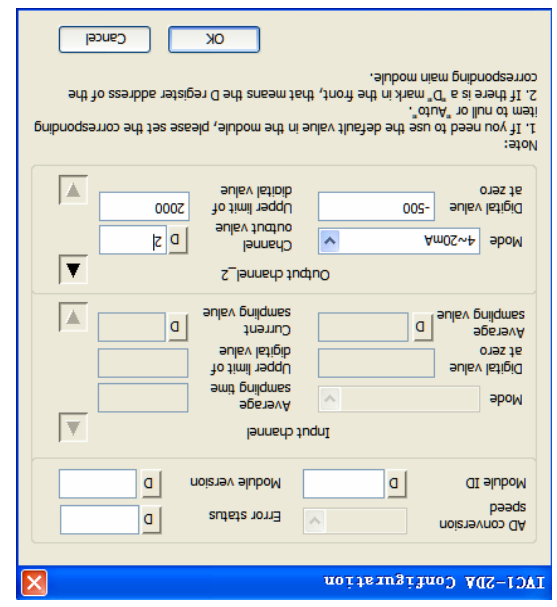 IVC1-2DA Configuration
AD conversion
speed
Error status
D
Module ID
D
Module version
D
Input channel
Mode
Average
sampling time
Digital value
at zero
Upper limit of
digital value
Average
sampling value
D
Current
sampling value
D
Output channel_2
Mode
4~20mA
Channel
output value
D
2
Digital value
at zero
-500
Upper limit of
digital value
2000
Note:
1. If you need to use the default value in the module, please set the corresponding
item to null or "Auto".
2. If there is a "D" mark in the front, that means the D register address of the
corresponding main module.
OK
Cancel